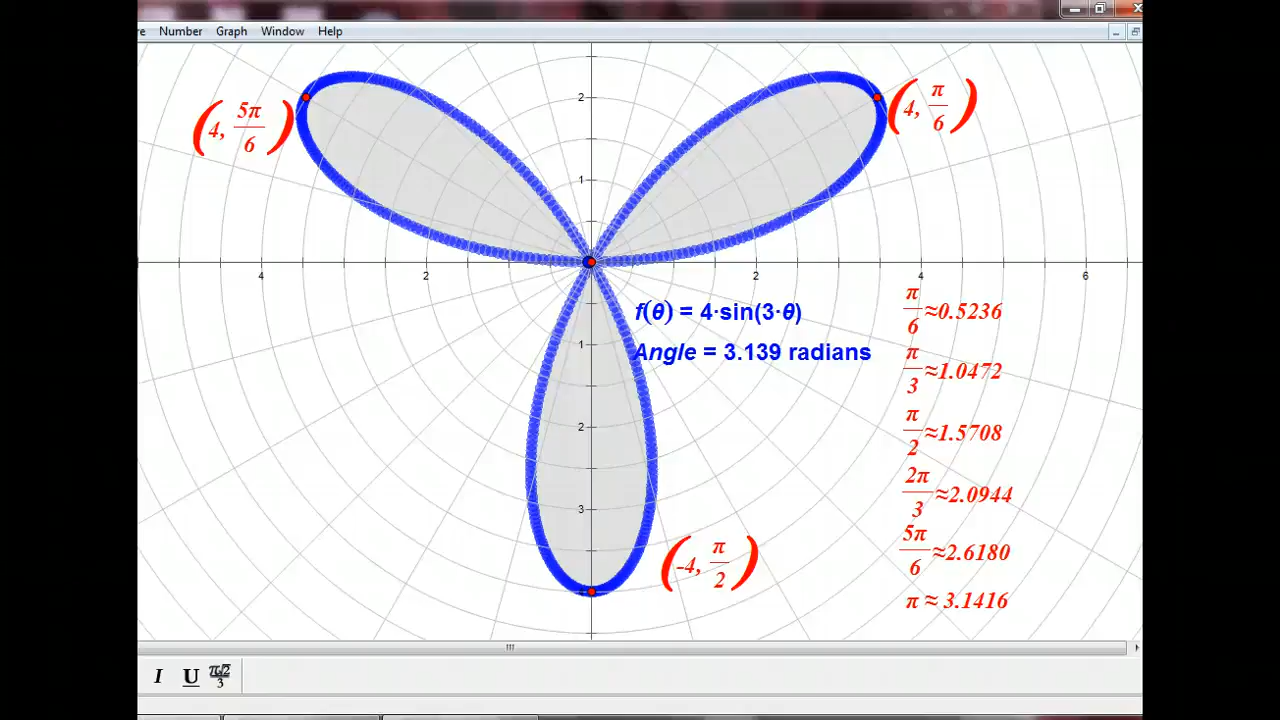 re Number Graph Window Help
(4, 5π/6)
(4, π/6)
2
1
4 2 2 4 6
1
2
3
f(θ) = 4·sin(3·θ)
Angle = 3.139 radians
π/6 ≈0.5236
π/3 ≈1.0472
π/2 ≈1.5708
2π/3 ≈2.0944
5π/6 ≈2.6180
π ≈ 3.1416
(-4, π/2)
I U